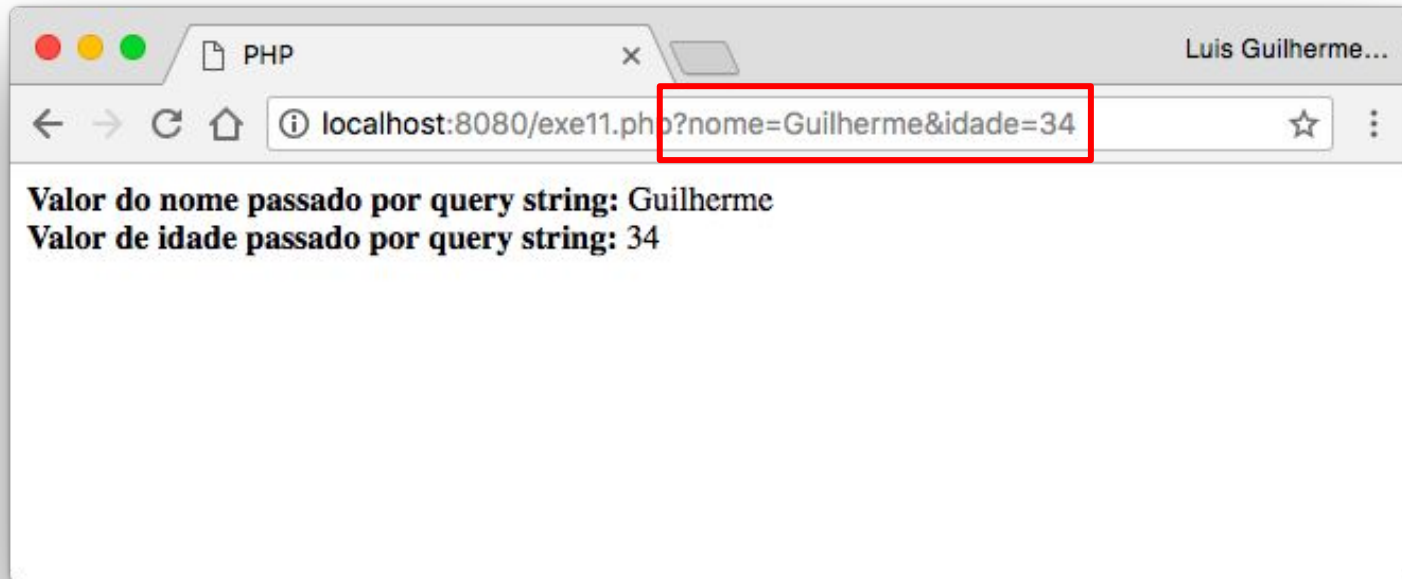 PHP
Luis Guilherme...
localhost:8080/exe11.php?nome=Guilherme&idade=34
Valor do nome passado por query string: Guilherme
Valor de idade passado por query string: 34